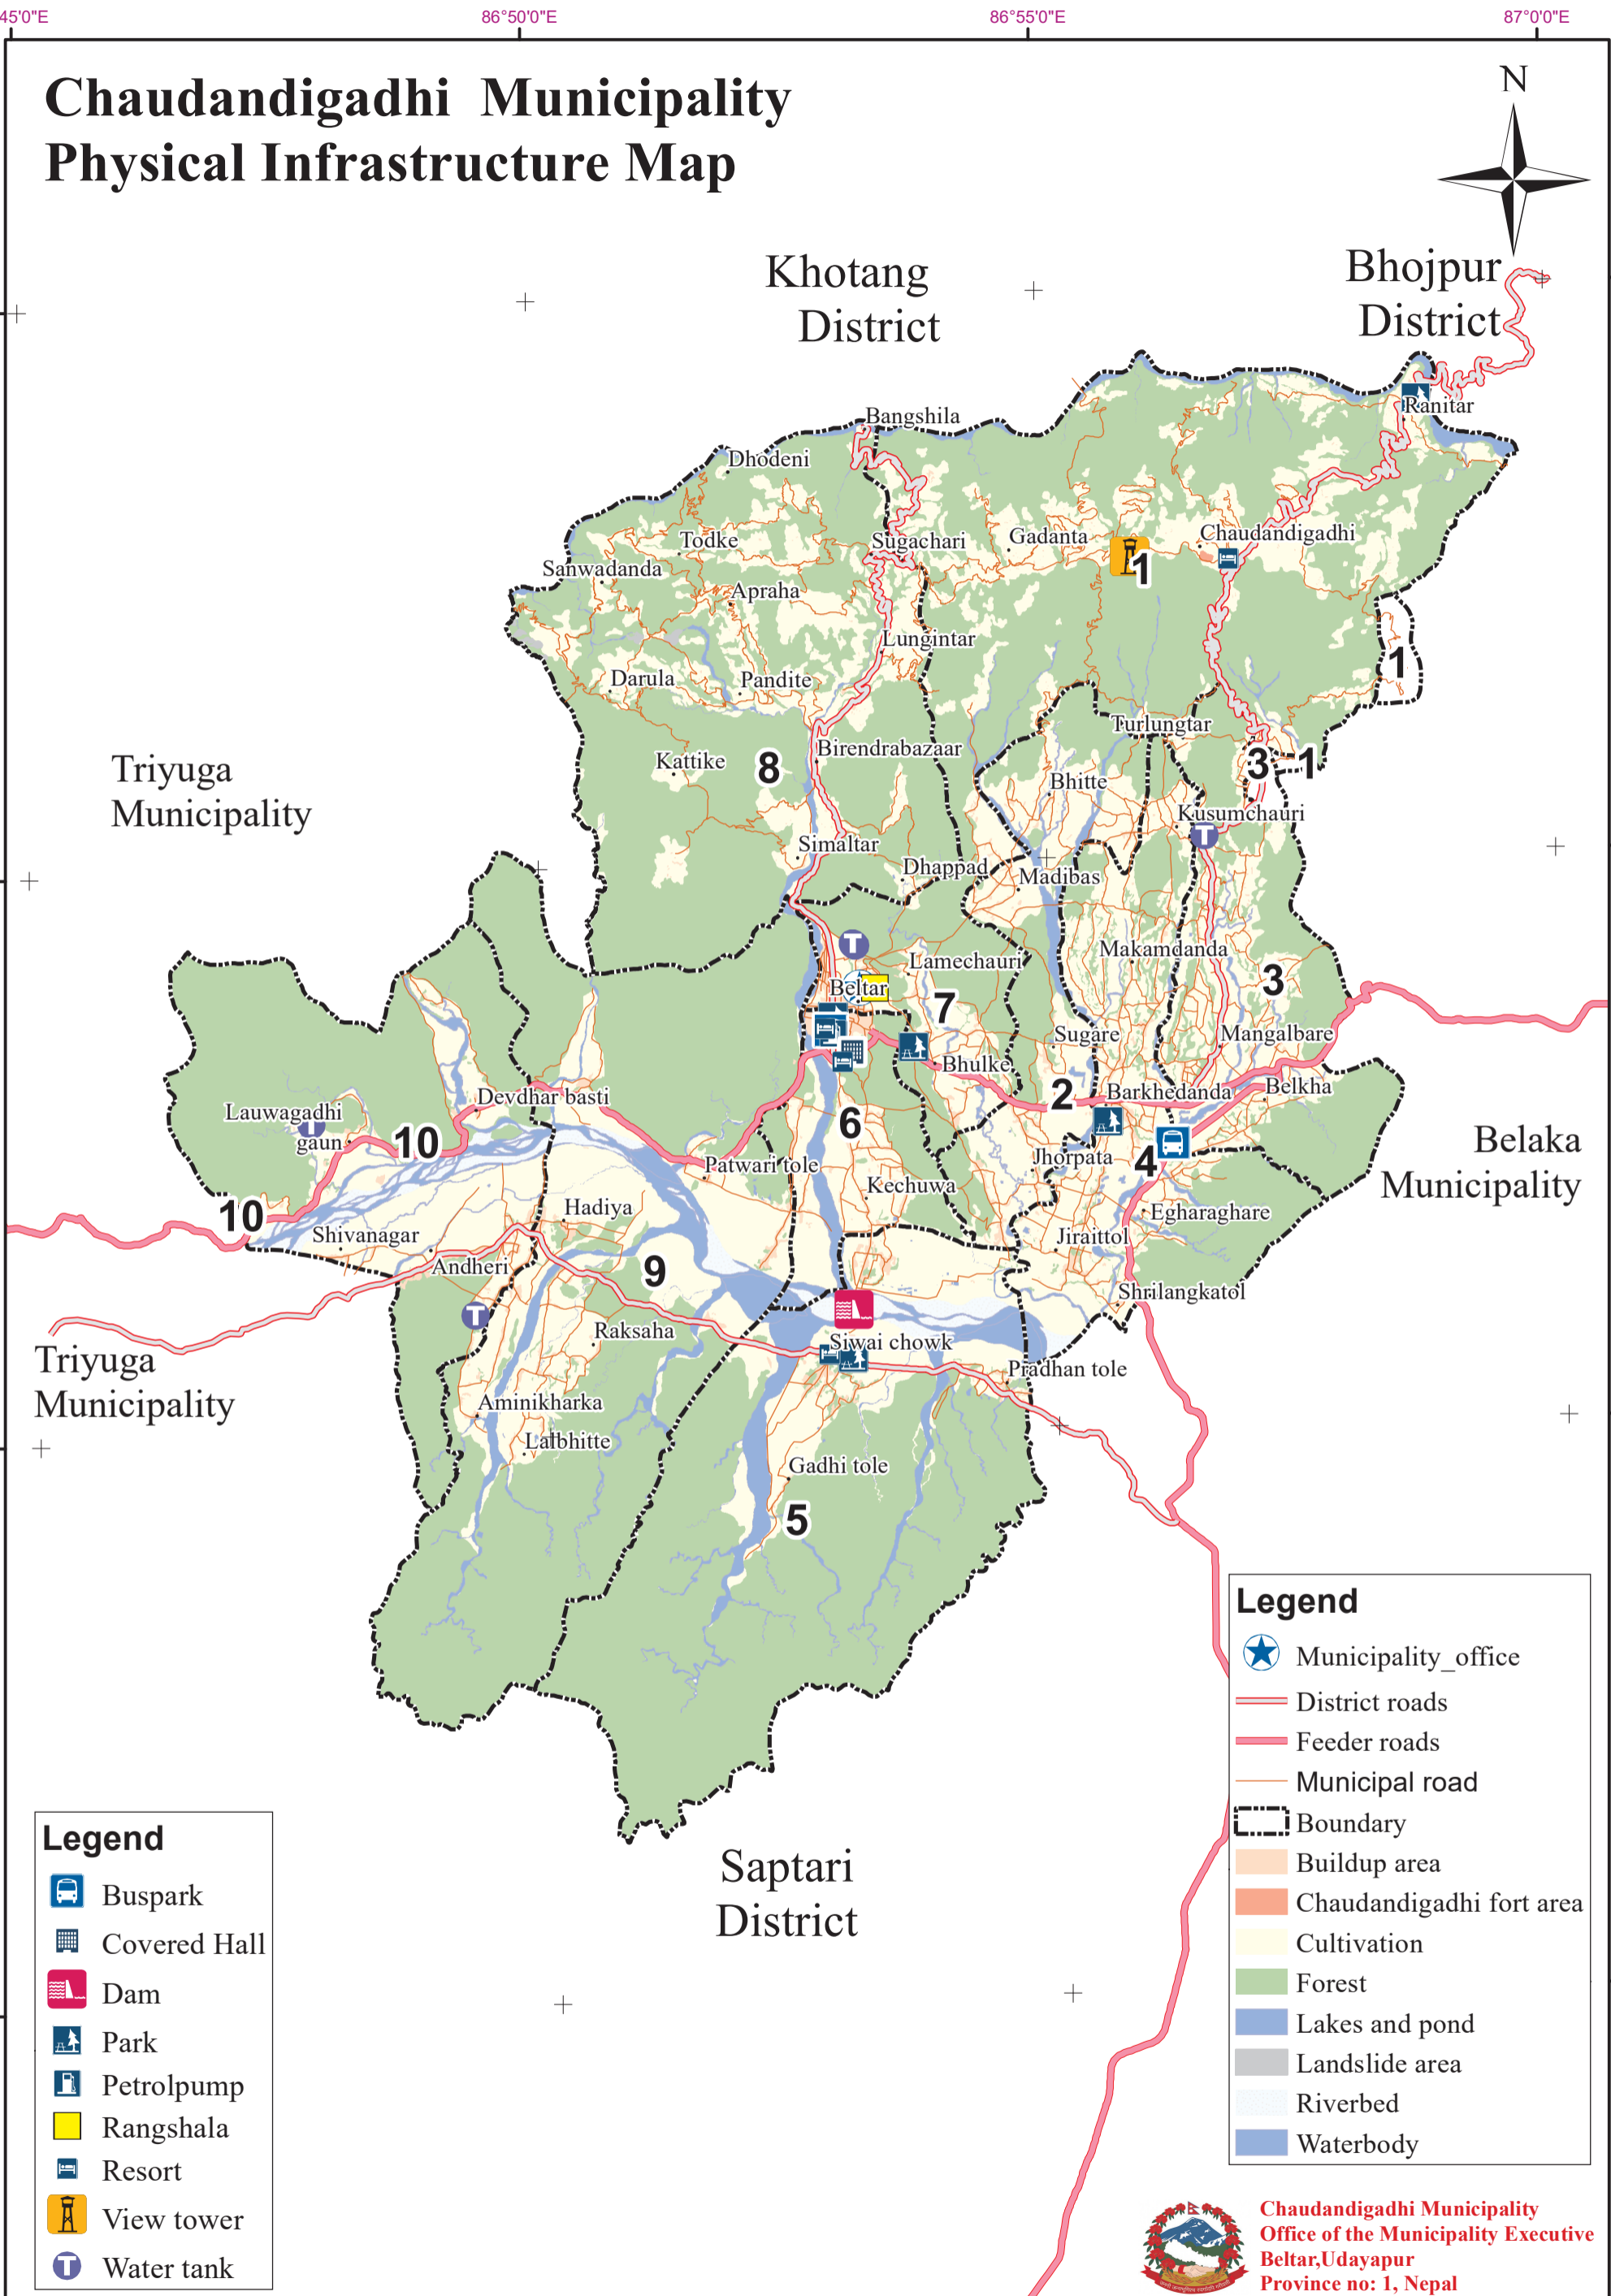 45'0"E
86°50'0"E
86°55'0"E
87°0'0"E
Chaudandigadhi Municipality
Physical Infrastructure Map
N
Khotang
District
Bhojpur
District
Ranitar
Bangshila
Dhodeni
Todke
Sugachari
Gadanta
Chaudandigadhi
1
Sanwadanda
Apraha
Lungintar
1
Darula
Pandite
Turlungtar
Birendrabazaar
Kattike
8
3
1
Triyuga
Municipality
Bhitte
Kusumchauri
T
Simaltar
Dhappad
Madibas
T
Makamdanda
Lamechauri
3
Beltar
7
Sugare
Mangalbare
Bhulke
Devdhar basti
2
Barkhedanda
Belkha
Lauwagadhi
gaun
T
10
6
Belaka
Municipality
Jhorpata
4
Patwari tole
Kechuwa
10
Hadiya
Egharaghare
Shivanagar
Jiraittol
Andheri
9
Shrilangkatol
T
Raksaha
Siwai chowk
Triyuga
Municipality
Pradhan tole
Aminikharka
Lalbhitte
Gadhi tole
5
Saptari
District
Legend
Municipality_office
District roads
Feeder roads
Municipal road
Boundary
Buildup area
Chaudandigadhi fort area
Cultivation
Forest
Lakes and pond
Landslide area
Riverbed
Waterbody
Legend
Buspark
Covered Hall
Dam
Park
Petrolpump
Rangshala
Resort
View tower
T Water tank
Chaudandigadhi Municipality
Office of the Municipality Executive
Beltar,Udayapur
Province no: 1, Nepal